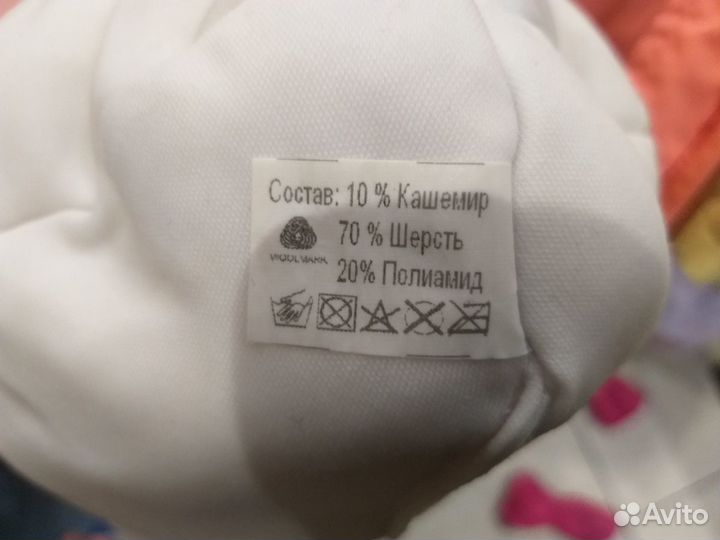 Состав: 10 % Кашемир
70 % Шерсть
WOOLMARK
20% Полиамид
Avito